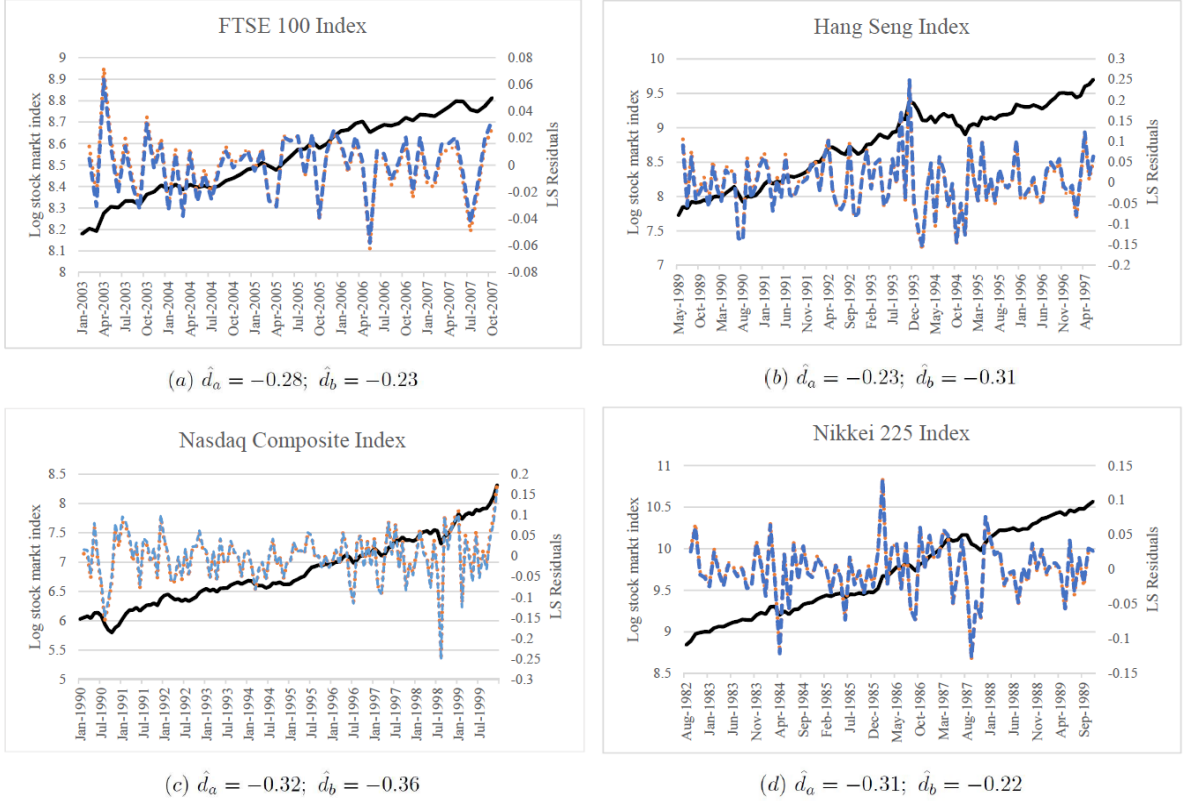 FTSE 100 Index
Log stock markt index
9
8.9
8.8
8.7
8.6
8.5
8.4
8.3
8.2
8.1
8
0.08
0.06
0.04
0.02
0
-0.02
-0.04
-0.06
-0.08
LS Residuals
Jan-2003
Apr-2003
Jul-2003
Oct-2003
Jan-2004
Apr-2004
Jul-2004
Oct-2004
Jan-2005
Apr-2005
Jul-2005
Oct-2005
Jan-2006
Apr-2006
Jul-2006
Oct-2006
Jan-2007
Apr-2007
Jul-2007
Oct-2007
(a) d̂_a = −0.28; d̂_b = −0.23
Hang Seng Index
Log stock markt index
10
9.5
9
8.5
8
7.5
7
0.3
0.25
0.2
0.15
0.1
0.05
0
-0.05
-0.1
-0.15
-0.2
LS Residuals
May-1989
Oct-1989
Mar-1990
Aug-1990
Jan-1991
Jun-1991
Nov-1991
Apr-1992
Sep-1992
Feb-1993
Jul-1993
Dec-1993
May-1994
Oct-1994
Mar-1995
Aug-1995
Jan-1996
Jun-1996
Nov-1996
Apr-1997
(b) d̂_a = −0.23; d̂_b = −0.31
Nasdaq Composite Index
Log stock markt index
8.5
8
7.5
7
6.5
6
5.5
5
0.2
0.15
0.1
0.05
0
-0.05
-0.1
-0.15
-0.2
-0.25
-0.3
LS Residuals
Jan-1990
Jul-1990
Jan-1991
Jul-1991
Jan-1992
Jul-1992
Jan-1993
Jul-1993
Jan-1994
Jul-1994
Jan-1995
Jul-1995
Jan-1996
Jul-1996
Jan-1997
Jul-1997
Jan-1998
Jul-1998
Jan-1999
Jul-1999
(c) d̂_a = −0.32; d̂_b = −0.36
Nikkei 225 Index
Log stock markt index
11
10.5
10
9.5
9
8.5
0.15
0.1
0.05
0
-0.05
-0.1
-0.15
LS Residuals
Aug-1982
Jan-1983
Jun-1983
Nov-1983
Apr-1984
Sep-1984
Feb-1985
Jul-1985
Dec-1985
May-1986
Oct-1986
Mar-1987
Aug-1987
Jan-1988
Jun-1988
Nov-1988
Apr-1989
Sep-1989
(d) d̂_a = −0.31; d̂_b = −0.22